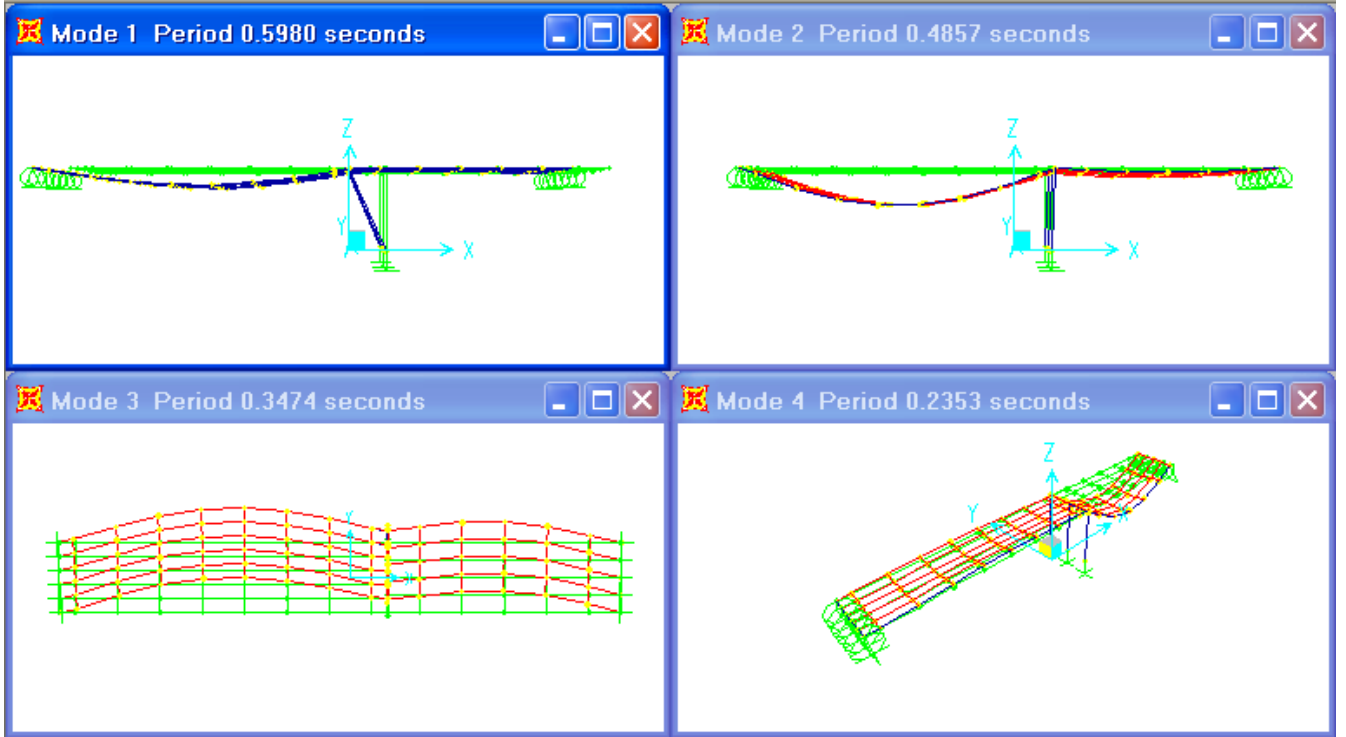 Mode 1 Period 0.5980 seconds
Mode 2 Period 0.4857 seconds
Z
Y
X
Z
Y
X
Mode 3 Period 0.3474 seconds
Mode 4 Period 0.2353 seconds
Y
X
Z
Y
X